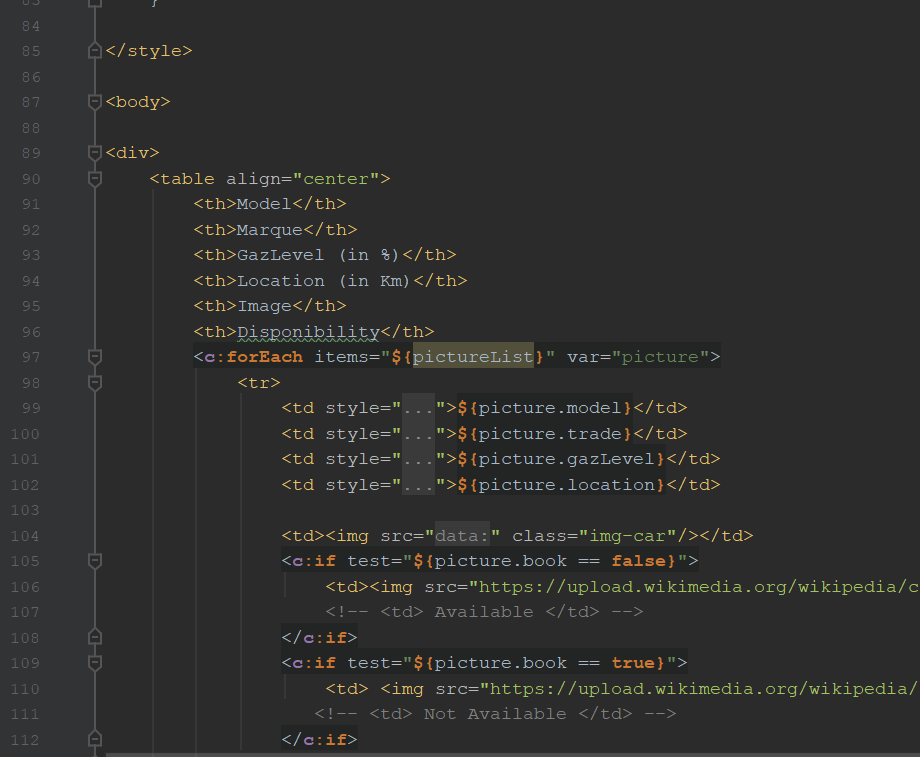 83 }
84
85 </style>
86
87 <body>
88
89 <div>
90 <table align="center">
91 <th>Model</th>
92 <th>Marque</th>
93 <th>GazLevel (in %)</th>
94 <th>Location (in Km)</th>
95 <th>Image</th>
96 <th>Disponibility</th>
97 <c:forEach items="${pictureList}" var="picture">
98 <tr>
99 <td style="...">${picture.model}</td>
100 <td style="...">${picture.trade}</td>
101 <td style="...">${picture.gazLevel}</td>
102 <td style="...">${picture.location}</td>
103
104 <td><img src="data:" class="img-car"/></td>
105 <c:if test="${picture.book == false}">
106 <td><img src="https://upload.wikimedia.org/wikipedia/c
107 <!-- <td> Available </td> -->
108 </c:if>
109 <c:if test="${picture.book == true}">
110 <td> <img src="https://upload.wikimedia.org/wikipedia/
111 <!-- <td> Not Available </td> -->
112 </c:if>